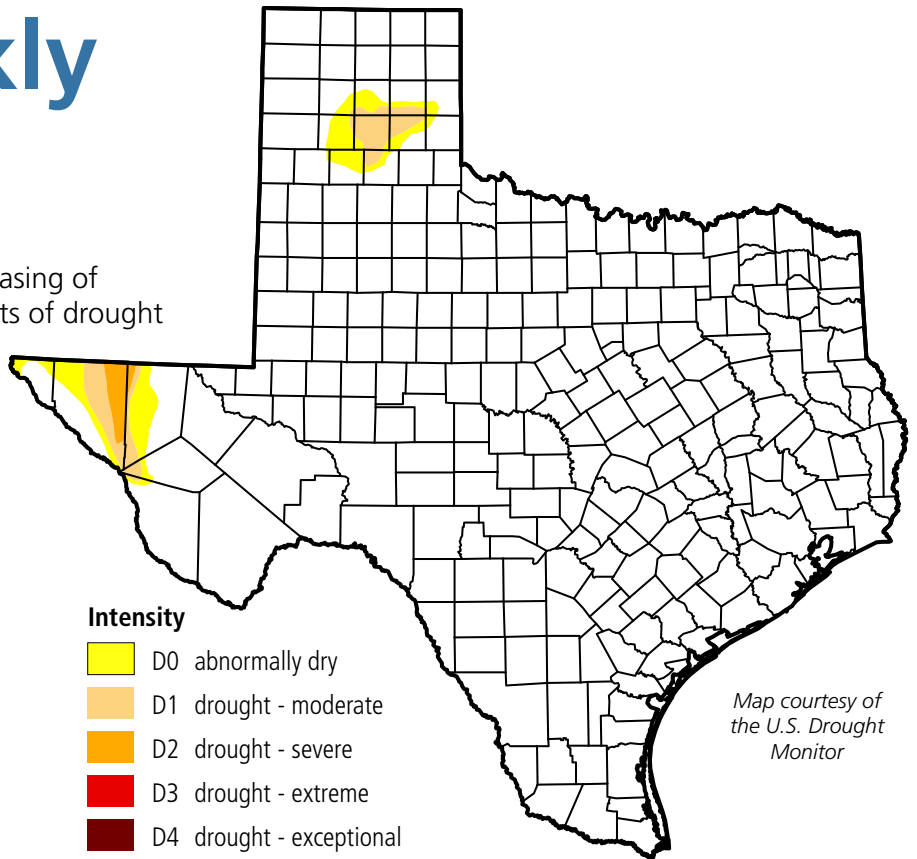 kly
asing of
ts of drought
Intensity
D0 abnormally dry
D1 drought - moderate
D2 drought - severe
D3 drought - extreme
D4 drought - exceptional
Map courtesy of
the U.S. Drought
Monitor